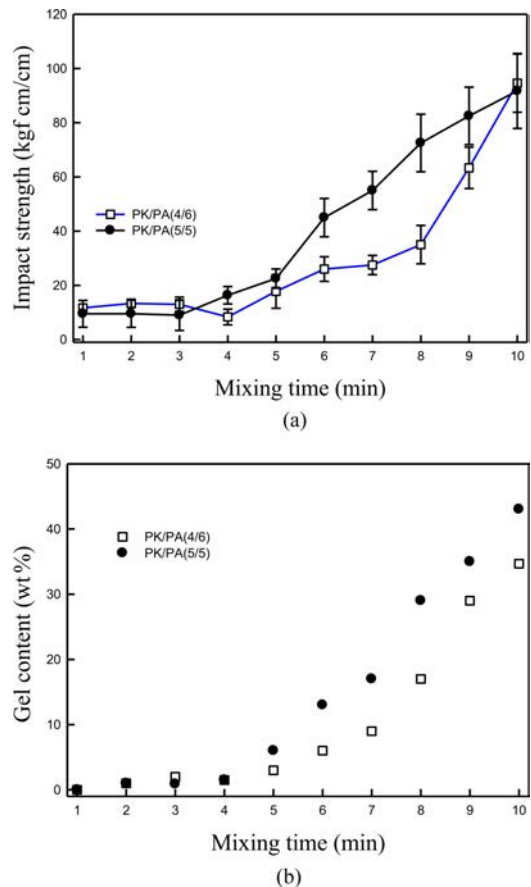 120
100
80
60
40
20
0
Impact strength (kgf cm/cm)
PK/PA(4/6)
PK/PA(5/5)
1 2 3 4 5 6 7 8 9 10
Mixing time (min)
(a)
50
40
30
20
10
0
Gel content (wt%)
PK/PA(4/6)
PK/PA(5/5)
1 2 3 4 5 6 7 8 9 10
Mixing time (min)
(b)